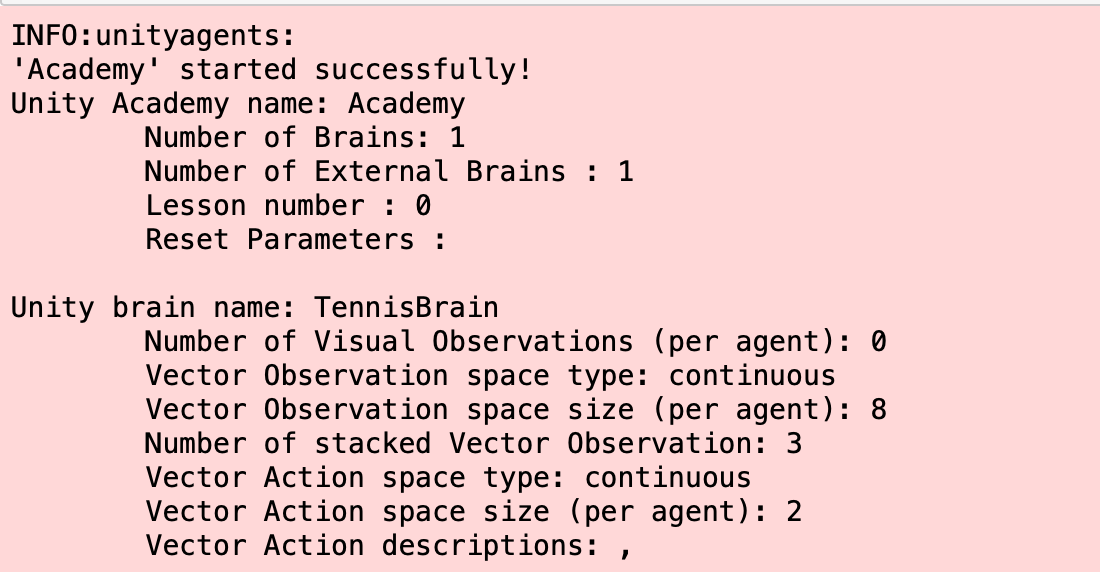 INFO:unityagents:
'Academy' started successfully!
Unity Academy name: Academy
Number of Brains: 1
Number of External Brains : 1
Lesson number : 0
Reset Parameters :
Unity brain name: TennisBrain
Number of Visual Observations (per agent): 0
Vector Observation space type: continuous
Vector Observation space size (per agent): 8
Number of stacked Vector Observation: 3
Vector Action space type: continuous
Vector Action space size (per agent): 2
Vector Action descriptions: ,